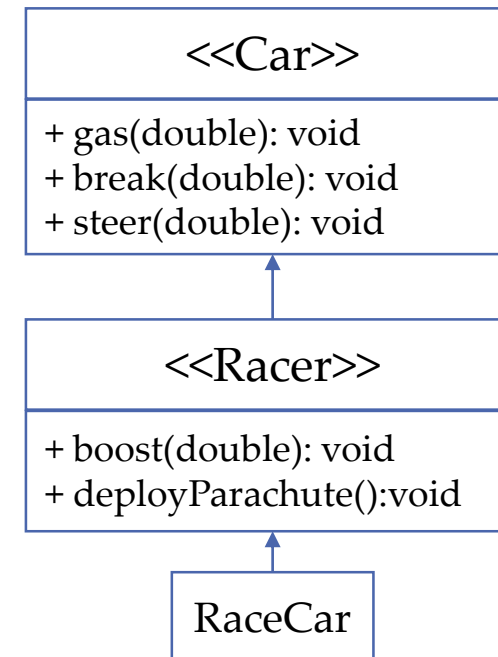 <<Car>>
+ gas(double): void
+ break(double): void
+ steer(double): void
<<Racer>>
+ boost(double): void
+ deployParachute():void
RaceCar